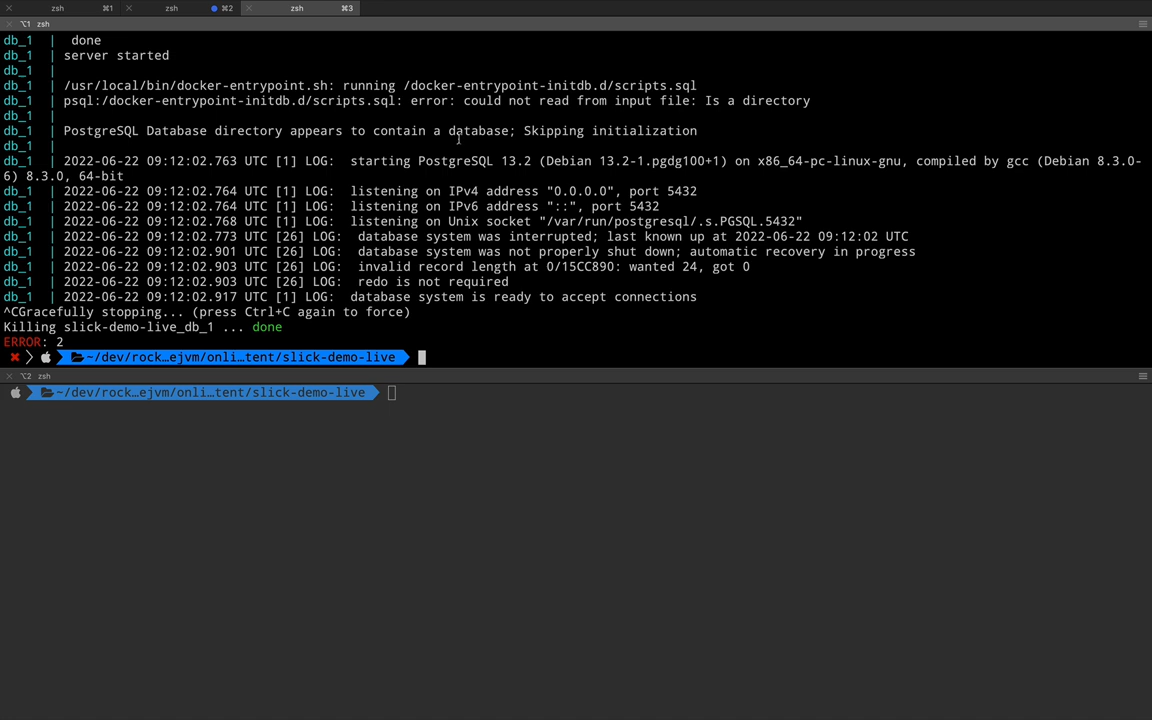 zsh ⌘1 zsh ⌘2 zsh ⌘3
⌥1 zsh
db_1 | done
db_1 | server started
db_1 |
db_1 | /usr/local/bin/docker-entrypoint.sh: running /docker-entrypoint-initdb.d/scripts.sql
db_1 | psql:/docker-entrypoint-initdb.d/scripts.sql: error: could not read from input file: Is a directory
db_1 |
db_1 | PostgreSQL Database directory appears to contain a database; Skipping initialization
db_1 |
db_1 | 2022-06-22 09:12:02.763 UTC [1] LOG:  starting PostgreSQL 13.2 (Debian 13.2-1.pgdg100+1) on x86_64-pc-linux-gnu, compiled by gcc (Debian 8.3.0-
6) 8.3.0, 64-bit
db_1 | 2022-06-22 09:12:02.764 UTC [1] LOG:  listening on IPv4 address "0.0.0.0", port 5432
db_1 | 2022-06-22 09:12:02.764 UTC [1] LOG:  listening on IPv6 address "::", port 5432
db_1 | 2022-06-22 09:12:02.768 UTC [1] LOG:  listening on Unix socket "/var/run/postgresql/.s.PGSQL.5432"
db_1 | 2022-06-22 09:12:02.773 UTC [26] LOG:  database system was interrupted; last known up at 2022-06-22 09:12:02 UTC
db_1 | 2022-06-22 09:12:02.901 UTC [26] LOG:  database system was not properly shut down; automatic recovery in progress
db_1 | 2022-06-22 09:12:02.903 UTC [26] LOG:  invalid record length at 0/15CC890: wanted 24, got 0
db_1 | 2022-06-22 09:12:02.903 UTC [26] LOG:  redo is not required
db_1 | 2022-06-22 09:12:02.917 UTC [1] LOG:  database system is ready to accept connections
^CGracefully stopping... (press Ctrl+C again to force)
Killing slick-demo-live_db_1 ... done
ERROR: 2
~/dev/rock…ejvm/onli…tent/slick-demo-live
⌥2 zsh
~/dev/rock…ejvm/onli…tent/slick-demo-live